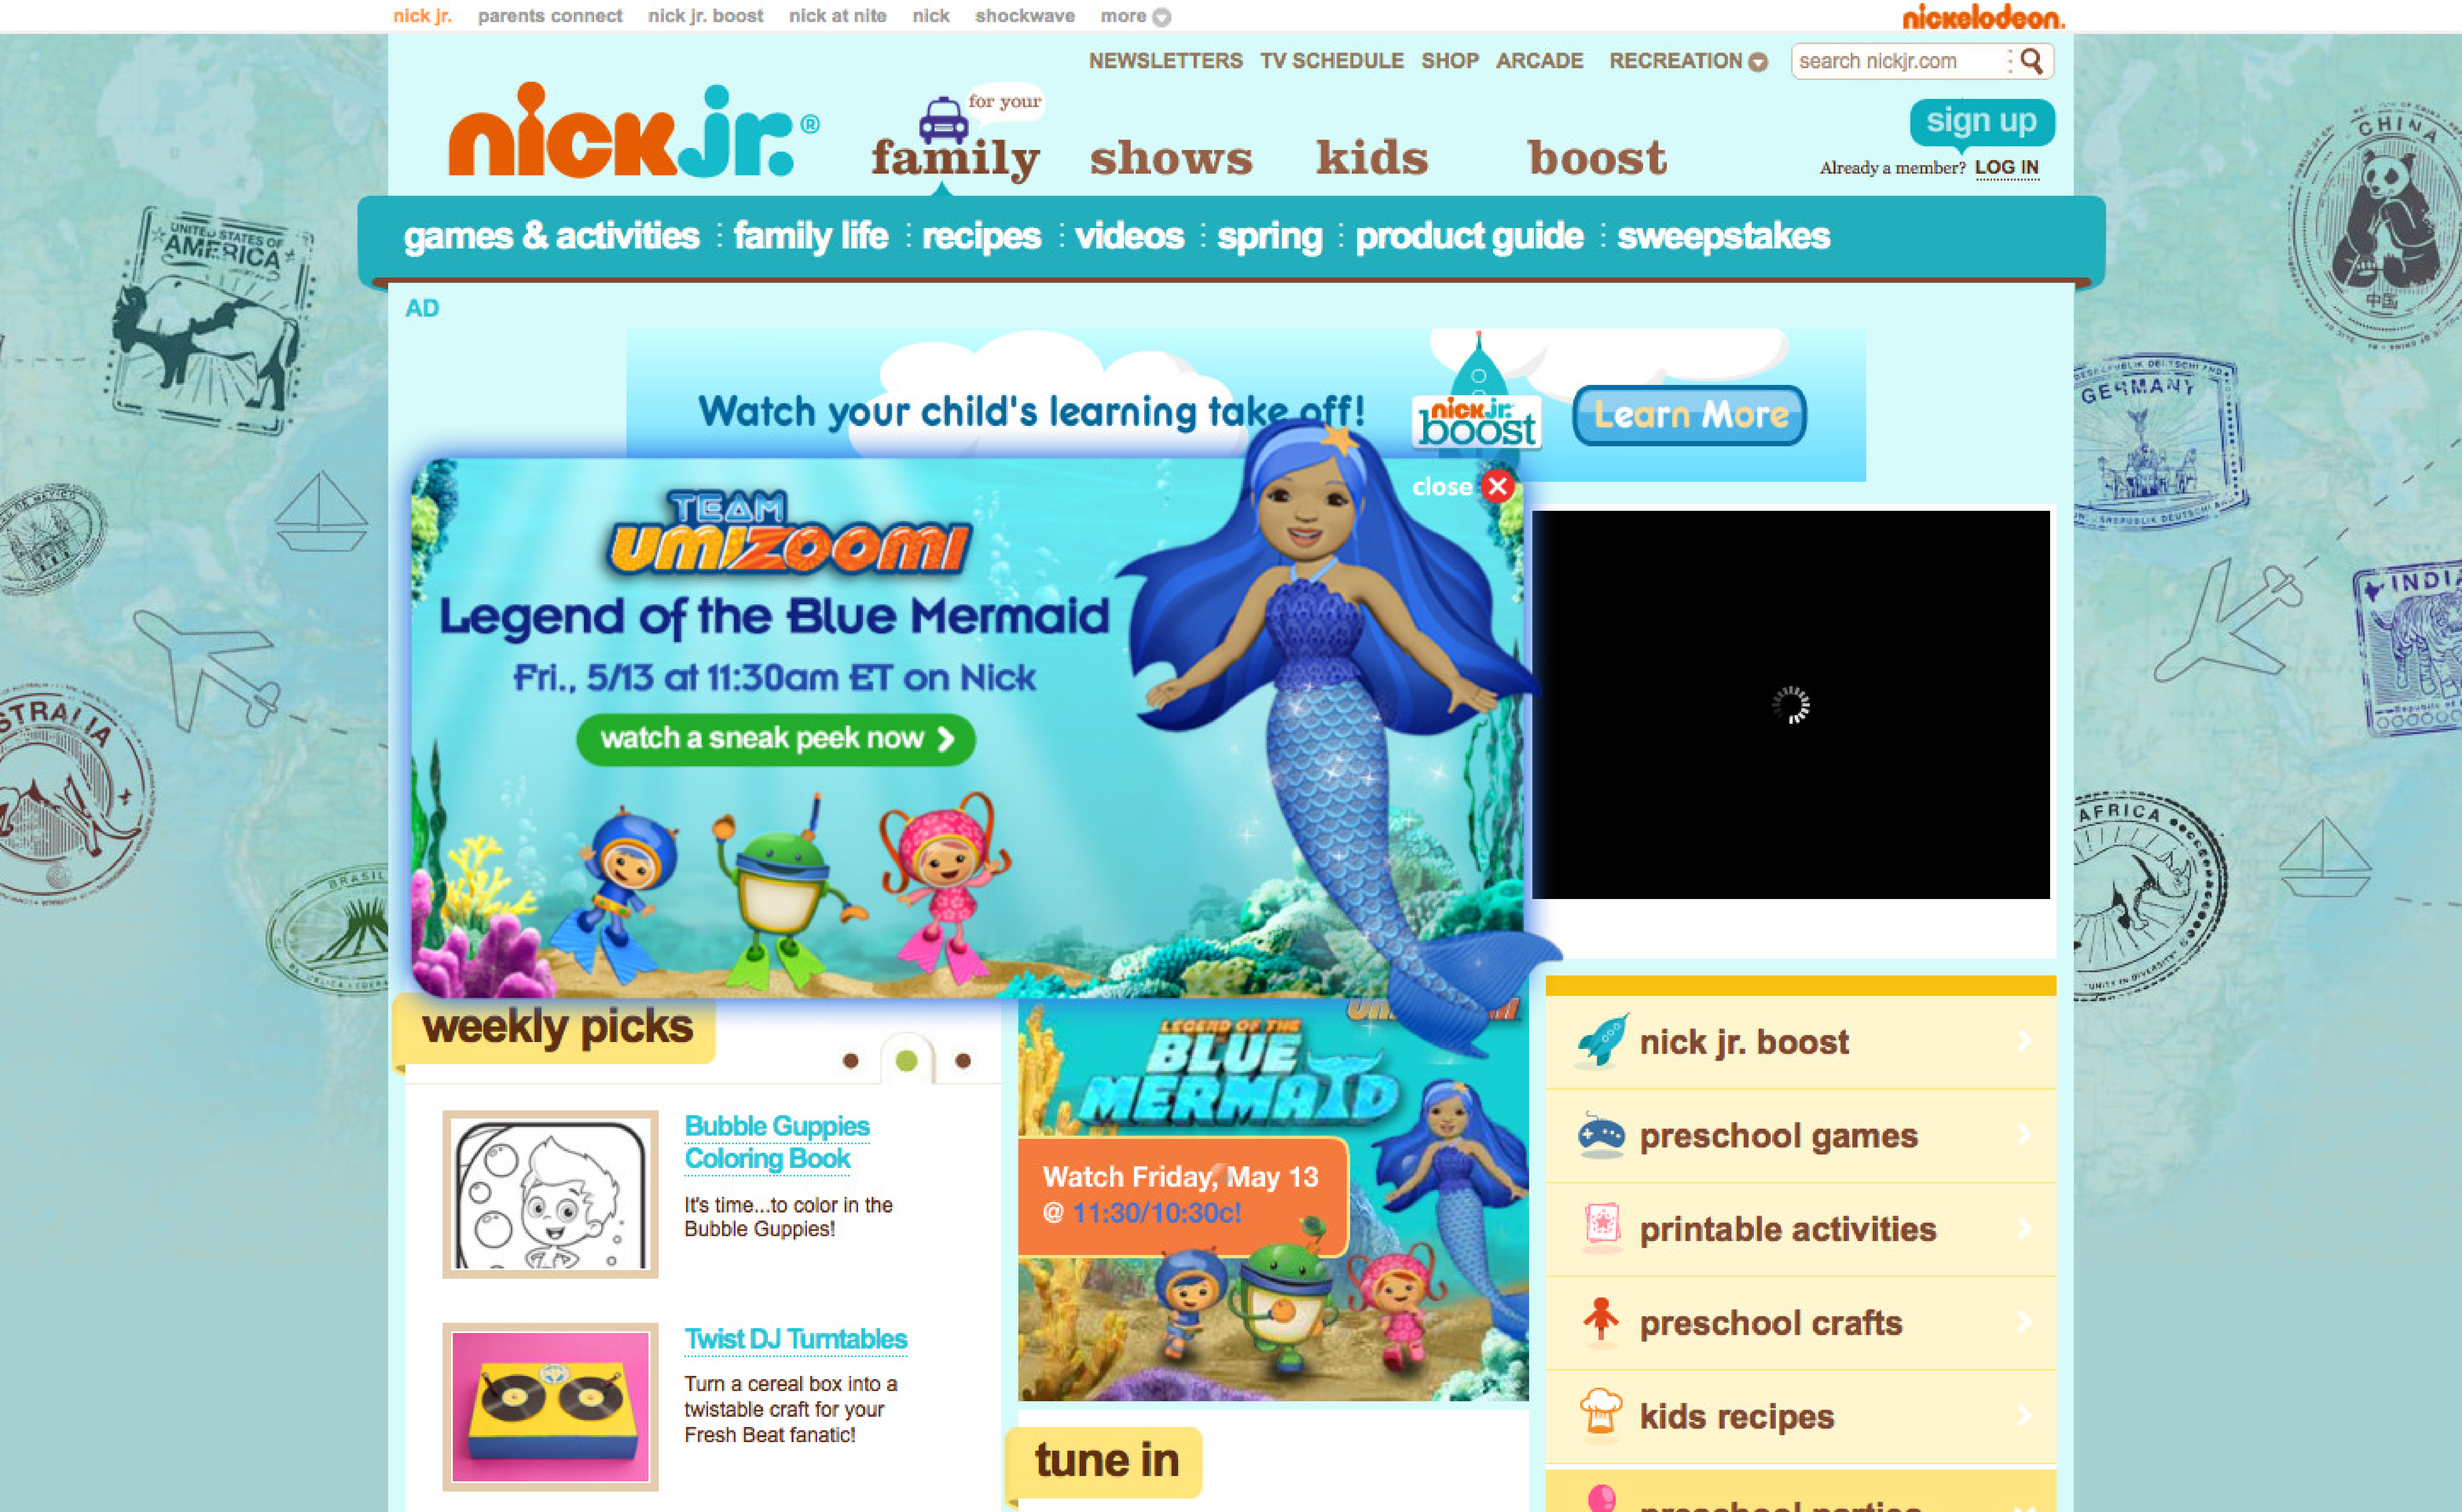 nick jr. parents connect nick jr. boost nick at nite nick shockwave more
nickelodeon.
NEWSLETTERS TV SCHEDULE SHOP ARCADE RECREATION search nickjr.com
nick jr.®
for your
family shows kids boost
sign up
Already a member? LOG IN
games & activities family life recipes videos spring product guide sweepstakes
AD
Watch your child's learning take off!
nick jr.
boost
Learn More
close
TEAM
UMIZOOMI
Legend of the Blue Mermaid
Fri., 5/13 at 11:30am ET on Nick
watch a sneak peek now
weekly picks
Bubble Guppies
Coloring Book
It's time...to color in the
Bubble Guppies!
Twist DJ Turntables
Turn a cereal box into a
twistable craft for your
Fresh Beat fanatic!
LEGEND OF THE
BLUE
MERMAID
Watch Friday, May 13
@ 11:30/10:30c!
tune in
nick jr. boost
preschool games
printable activities
preschool crafts
kids recipes
preschool parties
UNITED STATES OF
AMERICA
BRASIL
CHINA
中国
GERMANY
INDIA
AFRICA
"UNITY IN DIVERSITY"